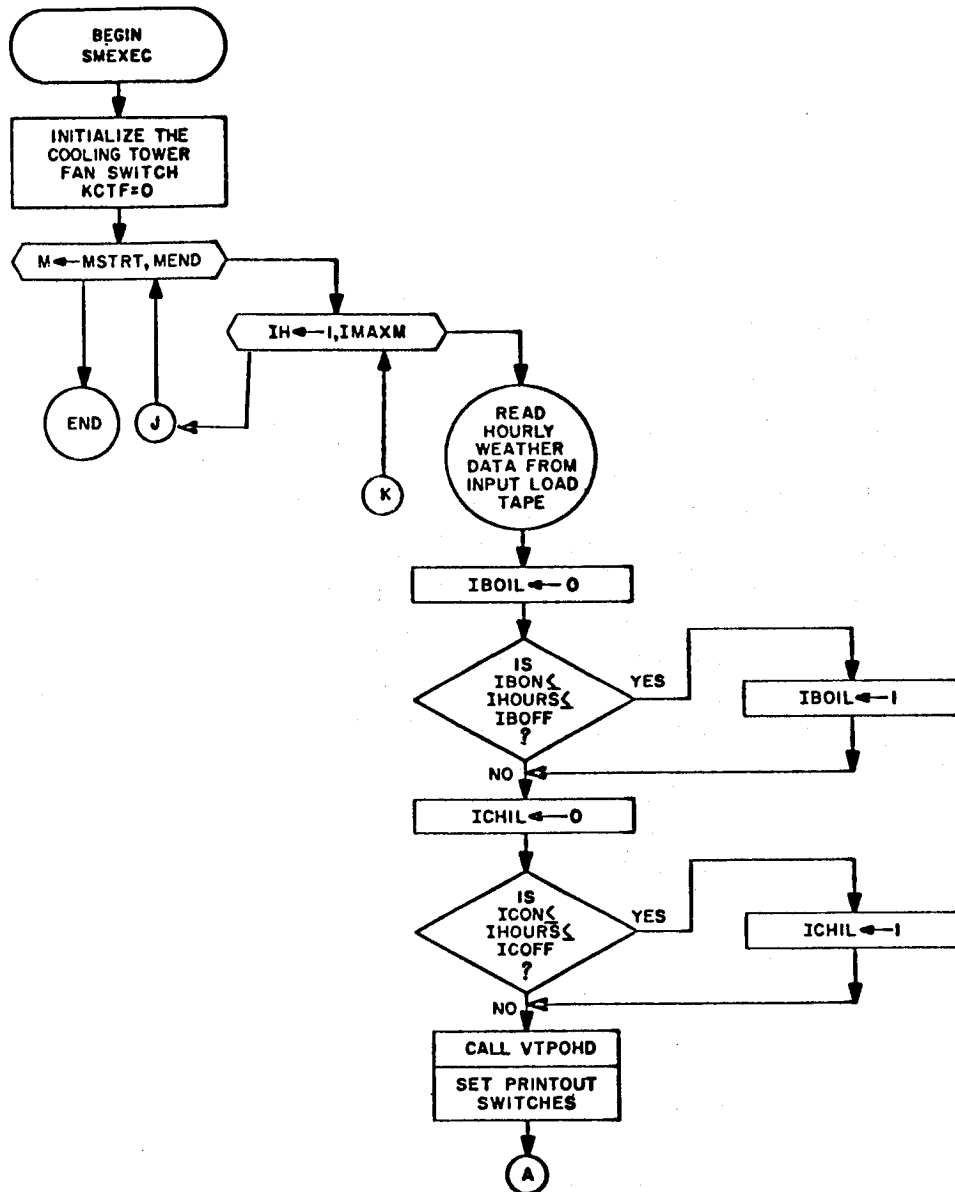 BEGIN
SMEXEC
INITIALIZE THE
COOLING TOWER
FAN SWITCH
KCTF=0
M←MSTRT, MEND
IH←1, IMAXM
END
J
K
READ
HOURLY
WEATHER
DATA FROM
INPUT LOAD
TAPE
IBOIL←0
IS
IBON≤
IHOURS≤
IBOFF
?
YES
IBOIL←1
NO
ICHIL←0
IS
ICON≤
IHOURS≤
ICOFF
?
YES
ICHIL←1
NO
CALL VTPOHD
SET PRINTOUT
SWITCHES
A